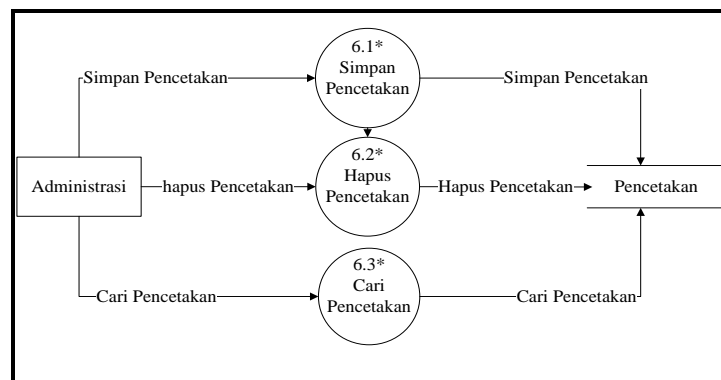 6.1*
Simpan
Pencetakan
Simpan Pencetakan
Simpan Pencetakan
Administrasi
hapus Pencetakan
6.2*
Hapus
Pencetakan
Hapus Pencetakan
Pencetakan
6.3*
Cari
Pencetakan
Cari Pencetakan
Cari Pencetakan